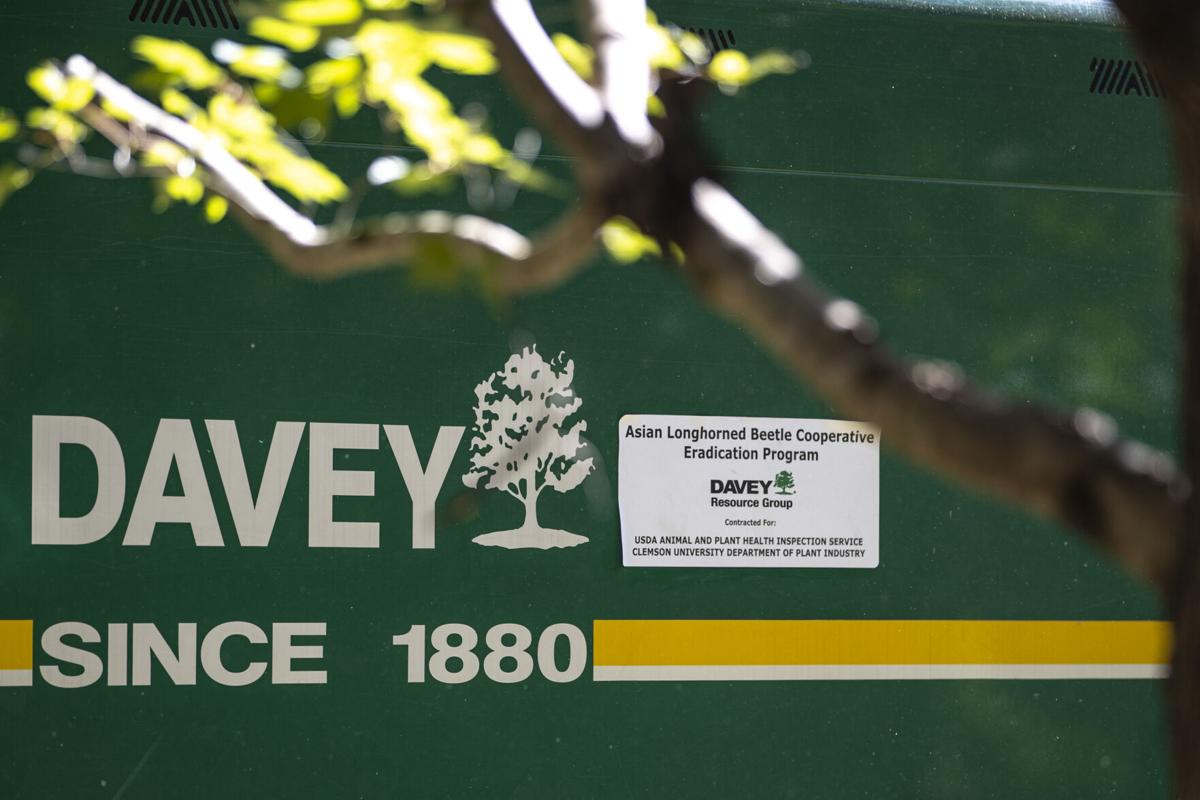 DAVEY
Asian Longhorned Beetle Cooperative
Eradication Program
DAVEY
Resource Group
Contracted For:
USDA ANIMAL AND PLANT HEALTH INSPECTION SERVICE
CLEMSON UNIVERSITY DEPARTMENT OF PLANT INDUSTRY
SINCE 1880